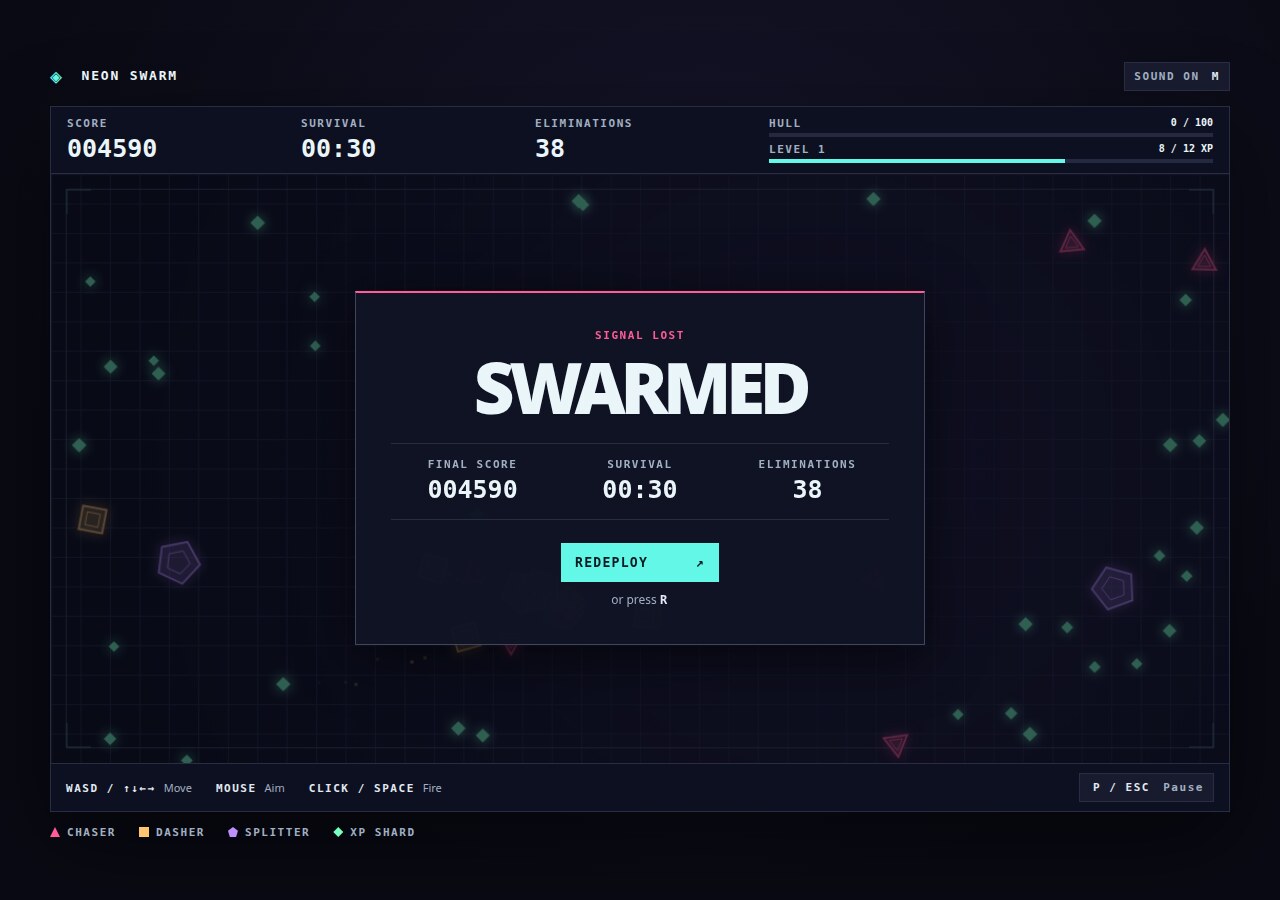 NEON SWARM
SOUND ON M
SCORE
004590
SURVIVAL
00:30
ELIMINATIONS
38
HULL 0 / 100
LEVEL 1 8 / 12 XP
SIGNAL LOST
SWARMED
FINAL SCORE
004590
SURVIVAL
00:30
ELIMINATIONS
38
REDEPLOY ↗
or press R
WASD / ↑↓←→ Move MOUSE Aim CLICK / SPACE Fire
P / ESC Pause
CHASER DASHER SPLITTER XP SHARD